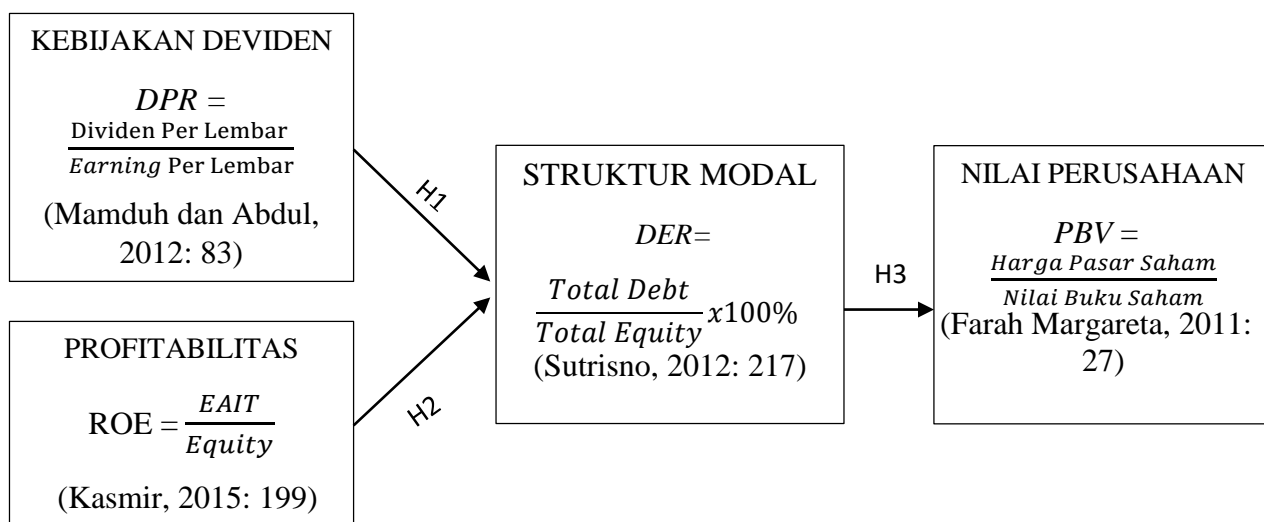 KEBIJAKAN DEVIDEN
DPR =
Dividen Per Lembar
Earning Per Lembar
(Mamduh dan Abdul,
2012: 83)
H1
PROFITABILITAS
ROE = EAIT
Equity
(Kasmir, 2015: 199)
H2
STRUKTUR MODAL
DER=
Total Debt
Total Equity x100%
(Sutrisno, 2012: 217)
H3
NILAI PERUSAHAAN
PBV =
Harga Pasar Saham
Nilai Buku Saham
(Farah Margareta, 2011:
27)